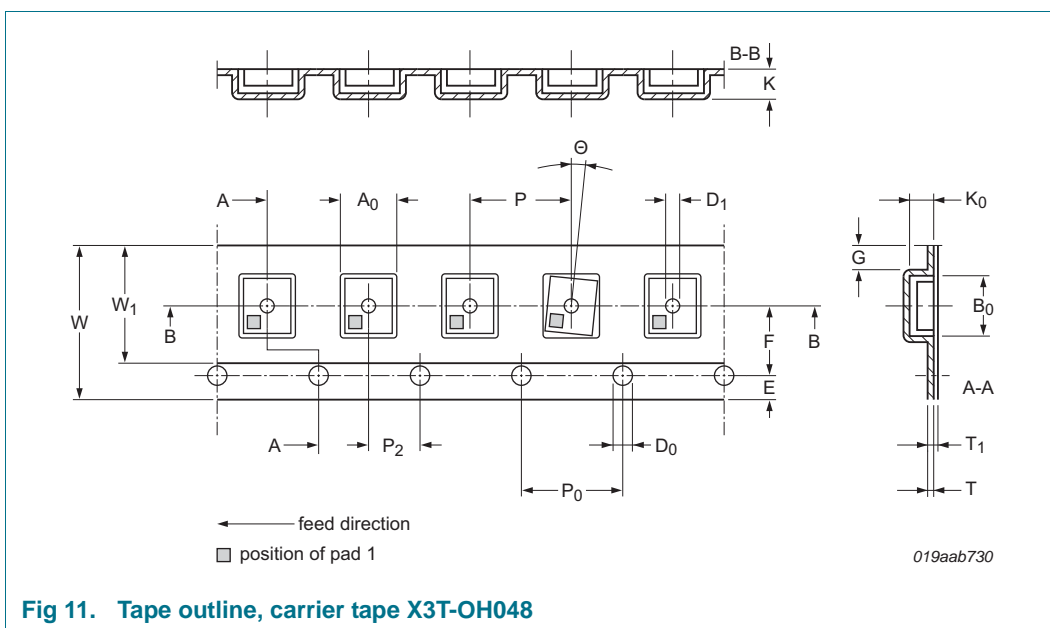 B-B
K
Θ
A
A0
P
D1
K0
G
W
W1
B
F
B
B0
E
A-A
A
P2
D0
T1
P0
T
feed direction
position of pad 1
019aab730
Fig 11. Tape outline, carrier tape X3T-OH048